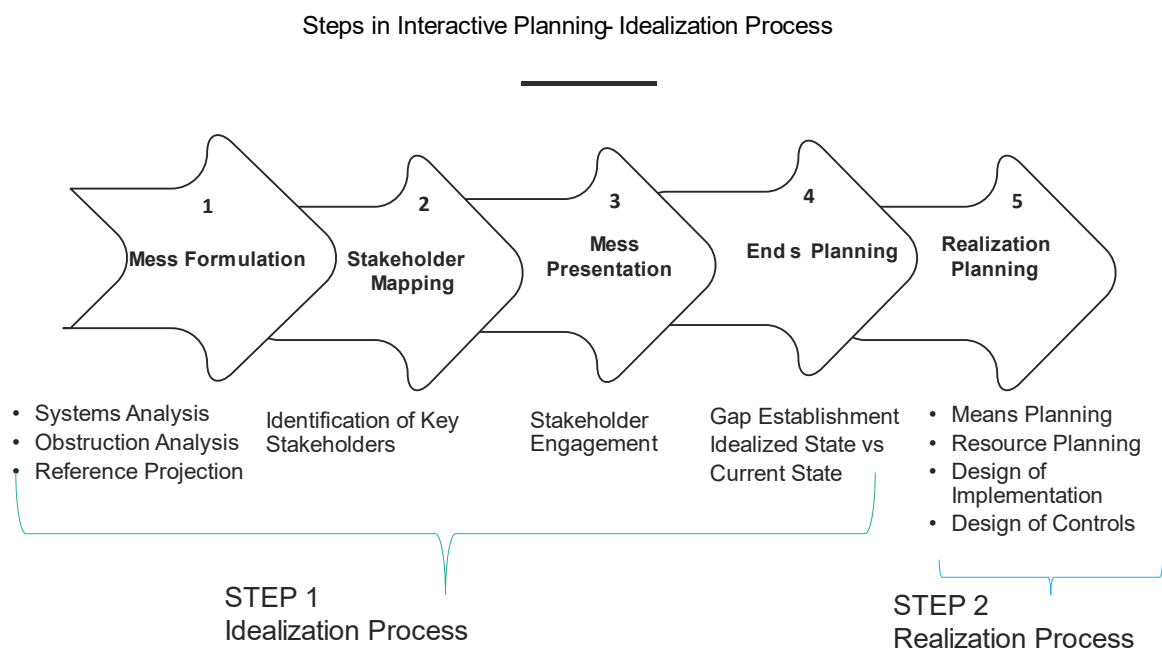 Steps in Interactive Planning- Idealization Process
1
Mess Formulation
2
Stakeholder
Mapping
3
Mess
Presentation
4
End s Planning
5
Realization
Planning
• Systems Analysis
• Obstruction Analysis
• Reference Projection
Identification of Key
Stakeholders
Stakeholder
Engagement
Gap Establishment
Idealized State vs
Current State
• Means Planning
• Resource Planning
• Design of
Implementation
• Design of Controls
STEP 1
Idealization Process
STEP 2
Realization Process